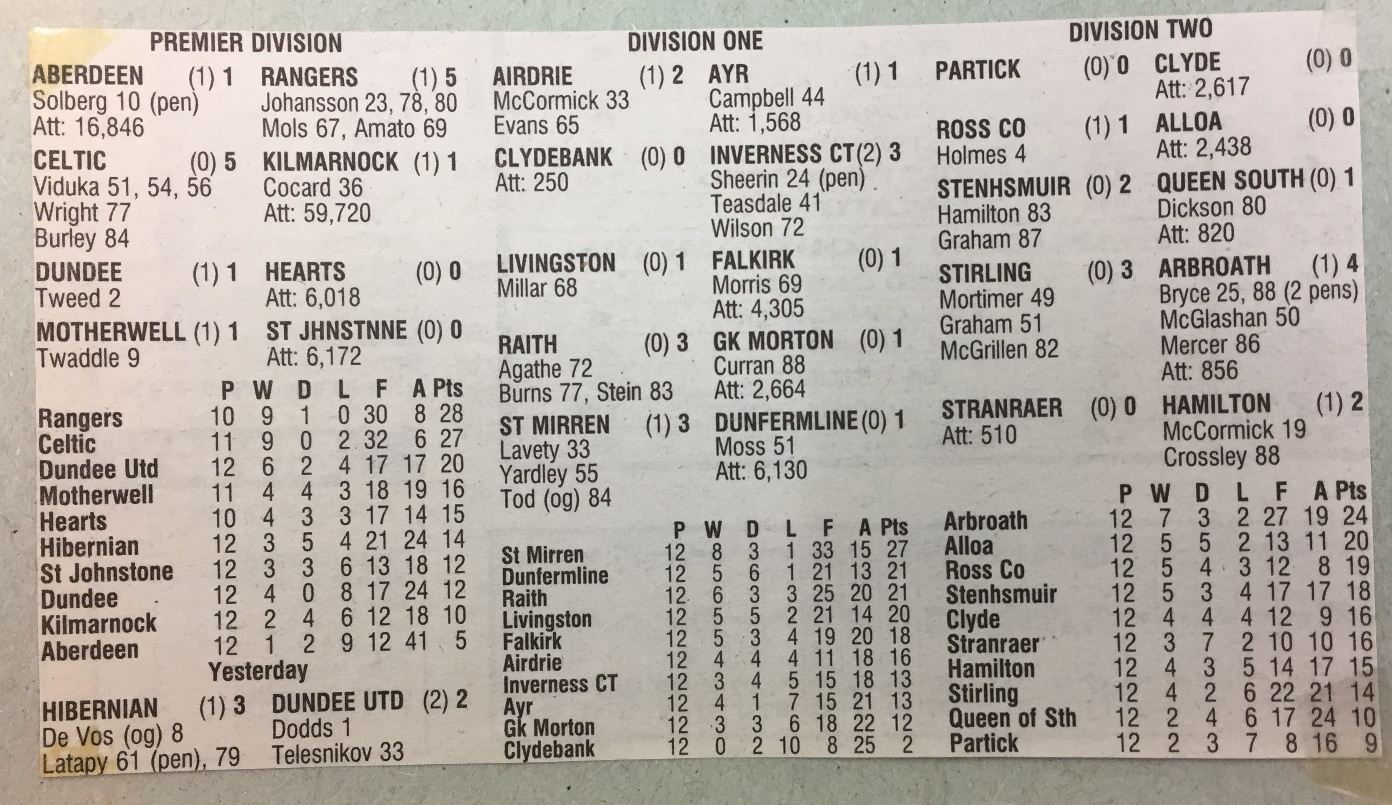 PREMIER DIVISION
ABERDEEN (1) 1 RANGERS (1) 5
Solberg 10 (pen) Johansson 23, 78, 80
Att: 16,846 Mols 67, Amato 69
CELTIC (0) 5 KILMARNOCK (1) 1
Viduka 51, 54, 56 Cocard 36
Wright 77 Att: 59,720
Burley 84
DUNDEE (1) 1 HEARTS (0) 0
Tweed 2 Att: 6,018
MOTHERWELL (1) 1 ST JHNSTNNE (0) 0
Twaddle 9 Att: 6,172
P W D L F A Pts
Rangers 10 9 1 0 30 8 28
Celtic 11 9 0 2 32 6 27
Dundee Utd 12 6 2 4 17 17 20
Motherwell 11 4 4 3 18 19 16
Hearts 10 4 3 3 17 14 15
Hibernian 12 3 5 4 21 24 14
St Johnstone 12 3 3 6 13 18 12
Dundee 12 4 0 8 17 24 12
Kilmarnock 12 2 4 6 12 18 10
Aberdeen 12 1 2 9 12 41 5
Yesterday
HIBERNIAN (1) 3 DUNDEE UTD (2) 2
De Vos (og) 8 Dodds 1
Latapy 61 (pen), 79 Telesnikov 33
DIVISION ONE
AIRDRIE (1) 2 AYR (1) 1
McCormick 33 Campbell 44
Evans 65 Att: 1,568
CLYDEBANK (0) 0 INVERNESS CT (2) 3
Att: 250 Sheerin 24 (pen)
Teasdale 41
Wilson 72
LIVINGSTON (0) 1 FALKIRK (0) 1
Millar 68 Morris 69
Att: 4,305
RAITH (0) 3 GK MORTON (0) 1
Agathe 72 Curran 88
Burns 77, Stein 83 Att: 2,664
ST MIRREN (1) 3 DUNFERMLINE (0) 1
Lavety 33 Moss 51
Yardley 55 Att: 6,130
Tod (og) 84
P W D L F A Pts
St Mirren 12 8 3 1 33 15 27
Dunfermline 12 5 6 1 21 13 21
Raith 12 6 3 3 25 20 21
Livingston 12 5 5 2 21 14 20
Falkirk 12 5 3 4 19 20 18
Airdrie 12 4 4 4 11 18 16
Inverness CT 12 3 4 5 15 18 13
Ayr 12 4 1 7 15 21 13
Gk Morton 12 3 3 6 18 22 12
Clydebank 12 0 2 10 8 25 2
DIVISION TWO
PARTICK (0) 0 CLYDE (0) 0
Att: 2,617
ROSS CO (1) 1 ALLOA (0) 0
Holmes 4 Att: 2,438
STENHSMUIR (0) 2 QUEEN SOUTH (0) 1
Hamilton 83 Dickson 80
Graham 87 Att: 820
STIRLING (0) 3 ARBROATH (1) 4
Mortimer 49 Bryce 25, 88 (2 pens)
Graham 51 McGlashan 50
McGrillen 82 Mercer 86
Att: 856
STRANRAER (0) 0 HAMILTON (1) 2
Att: 510 McCormick 19
Crossley 88
P W D L F A Pts
Arbroath 12 7 3 2 27 19 24
Alloa 12 5 5 2 13 11 20
Ross Co 12 5 4 3 12 8 19
Stenhsmuir 12 5 3 4 17 17 18
Clyde 12 4 4 4 12 9 16
Stranraer 12 3 7 2 10 10 16
Hamilton 12 4 3 5 14 17 15
Stirling 12 4 2 6 22 21 14
Queen of Sth 12 2 4 6 17 24 10
Partick 12 2 3 7 8 16 9